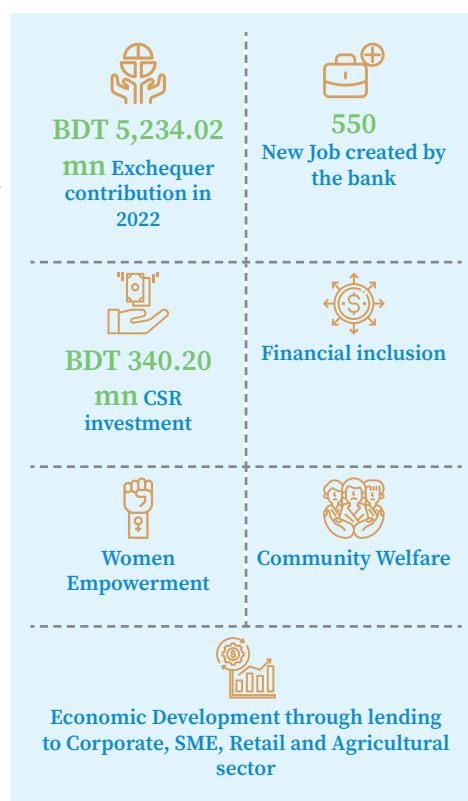 BDT 5,234.02
mn Exchequer
contribution in
2022
550
New Job created by
the bank
BDT 340.20
mn CSR
investment
Financial inclusion
Women
Empowerment
Community Welfare
Economic Development through lending
to Corporate, SME, Retail and Agricultural
sector